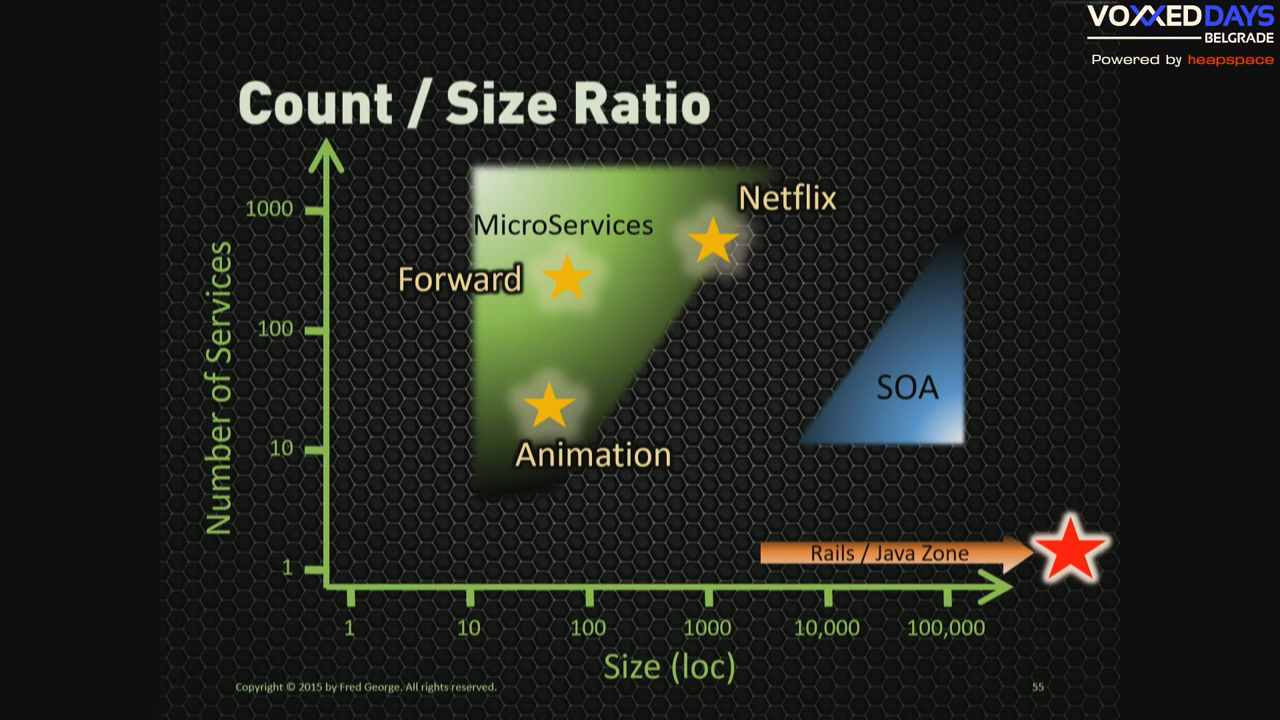 VOXXED DAYS
BELGRADE
Powered by heapspace
Count / Size Ratio
Number of Services
1000
100
10
1
MicroServices
Netflix
Forward
Animation
SOA
Rails / Java Zone
1 10 100 1000 10,000 100,000
Size (loc)
Copyright © 2015 by Fred George. All rights reserved.
55